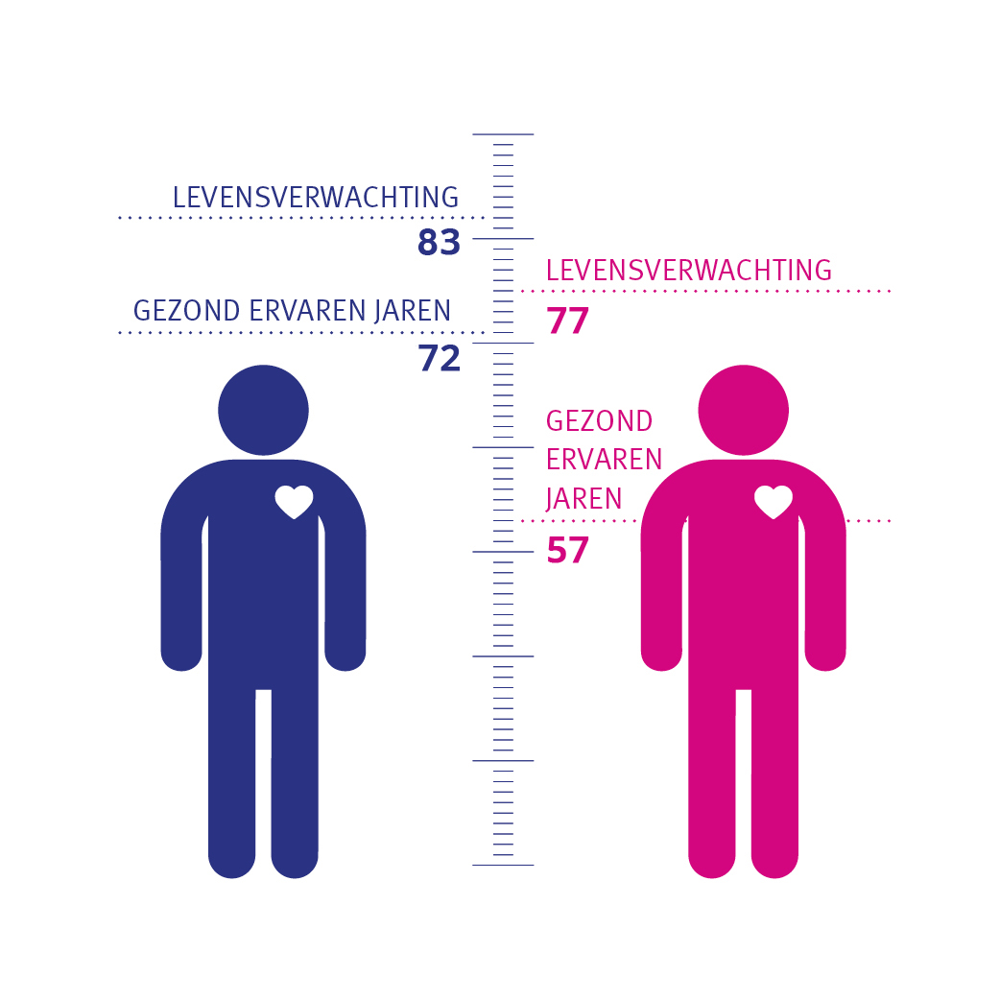 LEVENSVERWACHTING
83
GEZOND ERVAREN JAREN
72
LEVENSVERWACHTING
77
GEZOND
ERVAREN
JAREN
57